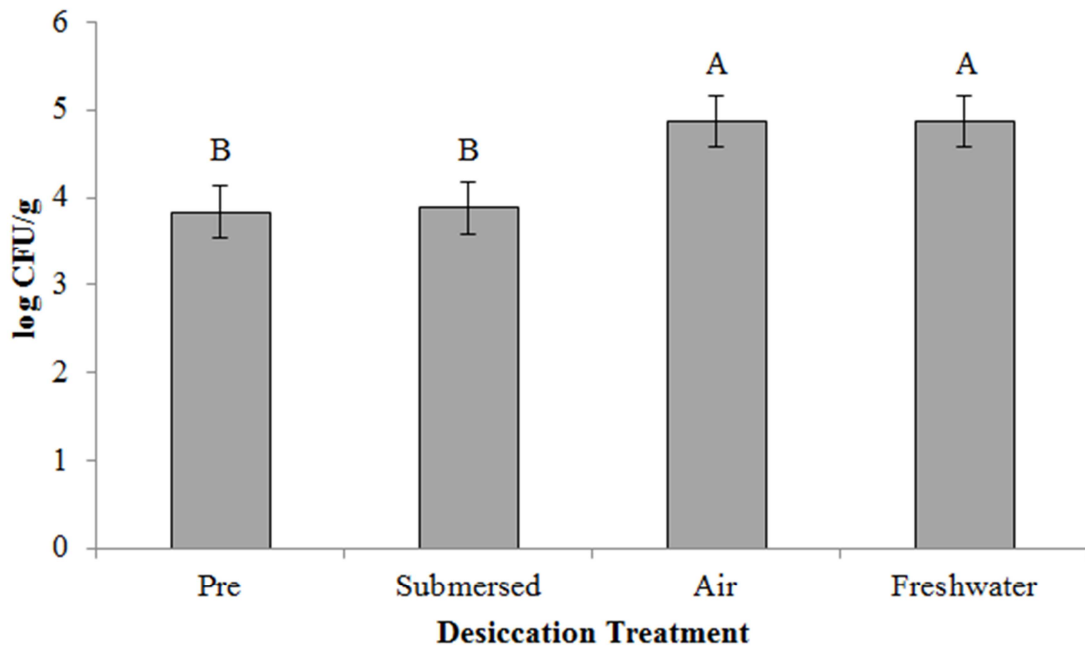 6
5
4
3
2
1
0
log CFU/g
B
B
A
A
Pre
Submersed
Air
Freshwater
Desiccation Treatment